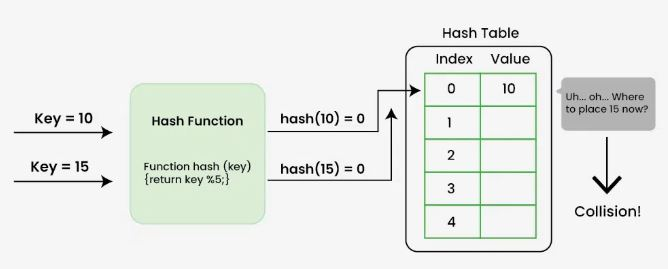 Hash Table
Index Value
Key = 10
Key = 15
Hash Function
Function hash (key)
{return key %5;}
hash(10) = 0
hash(15) = 0
0 10
1
2
3
4
Uh... oh... Where
to place 15 now?
Collision!